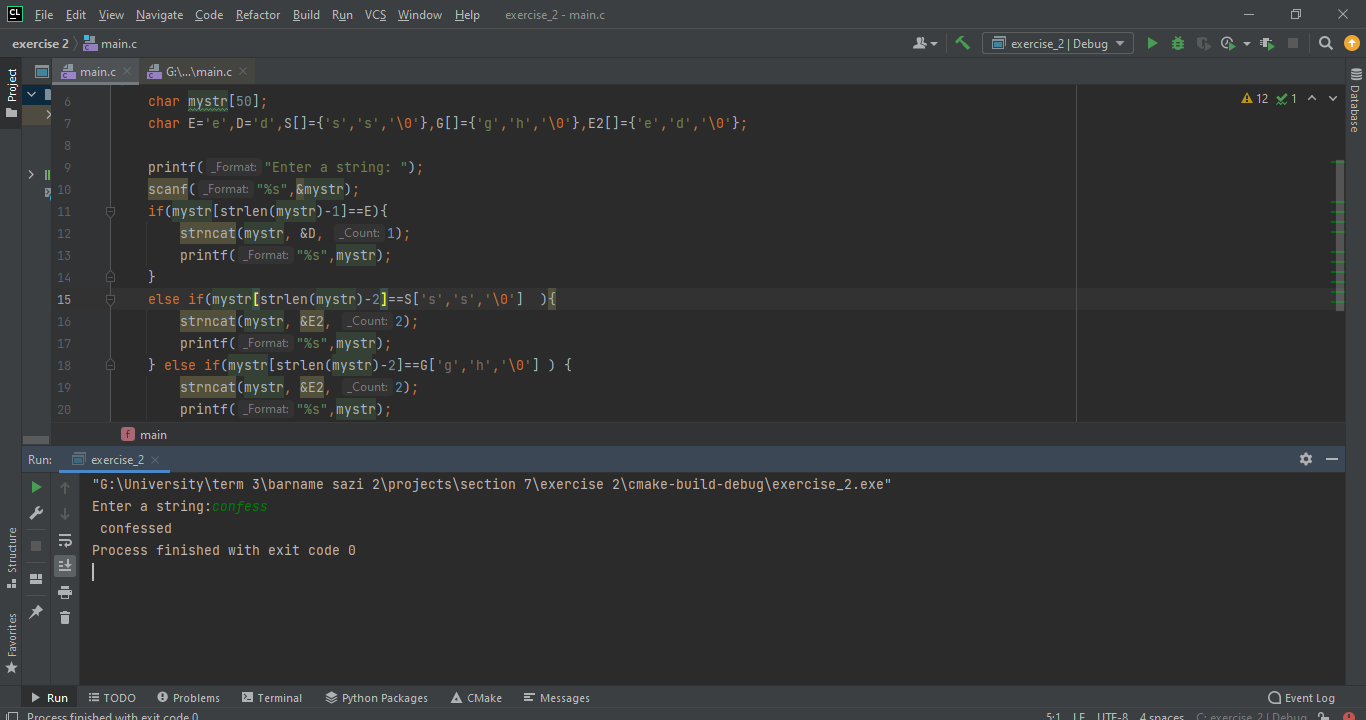 File Edit View Navigate Code Refactor Build Run VCS Window Help exercise_2 - main.c
exercise 2 main.c exercise_2 | Debug
Project
main.c G:\...\main.c
Database
12 1
6 char mystr[50];
7 char E='e',D='d',S[]={'s','s','\0'},G[]={'g','h','\0'},E2[]={'e','d','\0'};
8
9 printf( _Format: "Enter a string: ");
10 scanf( _Format: "%s",&mystr);
11 if(mystr[strlen(mystr)-1]==E){
12 strncat(mystr, &D, _Count: 1);
13 printf( _Format: "%s",mystr);
14 }
15 else if(mystr[strlen(mystr)-2]==S['s','s','\0'] ){
16 strncat(mystr, &E2, _Count: 2);
17 printf( _Format: "%s",mystr);
18 } else if(mystr[strlen(mystr)-2]==G['g','h','\0'] ) {
19 strncat(mystr, &E2, _Count: 2);
20 printf( _Format: "%s",mystr);
f main
Run: exercise_2
"G:\University\term 3\barname sazi 2\projects\section 7\exercise 2\cmake-build-debug\exercise_2.exe"
Enter a string:confess
confessed
Process finished with exit code 0
Structure
Favorites
Run TODO Problems Terminal Python Packages CMake Messages Event Log
Process finished with exit code 0 5:1 LF UTF-8 4 spaces C: exercise_2 | Debug